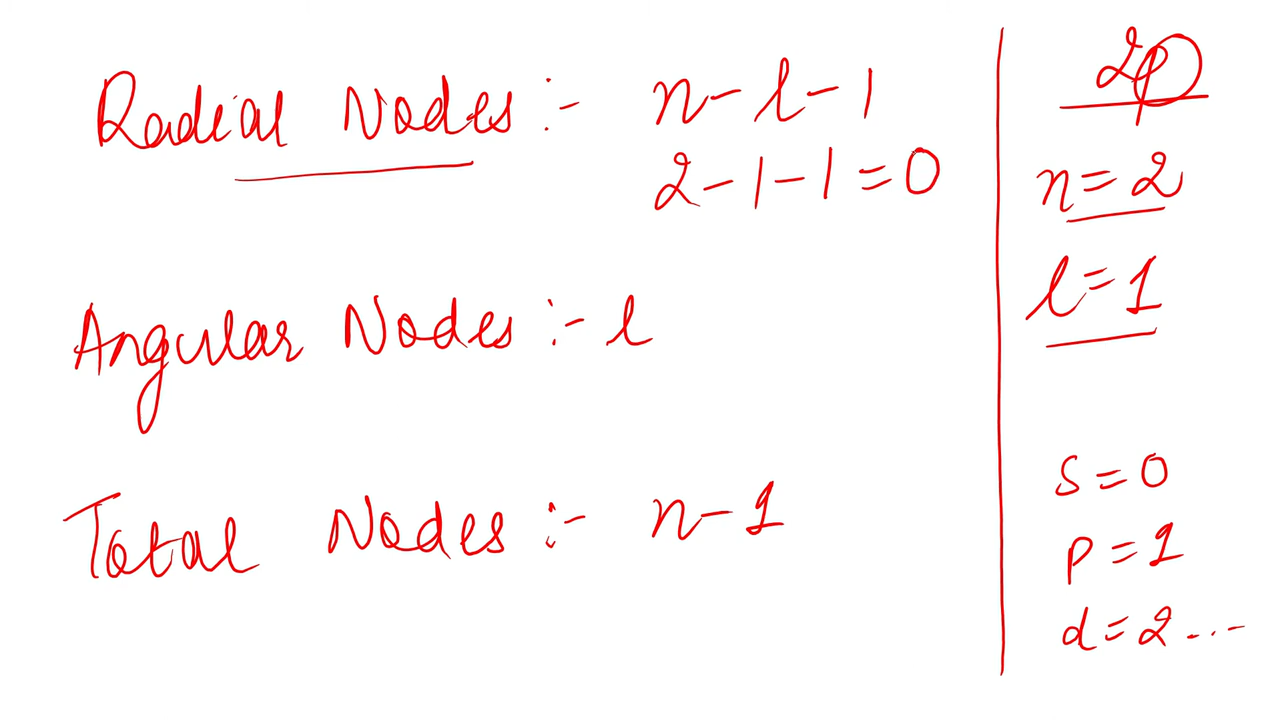 Radial Nodes :- n-l-1
2-1-1=0
Angular Nodes :- l
Total Nodes :- n-1
2p
n=2
l=1
s=0
p=1
d=2...